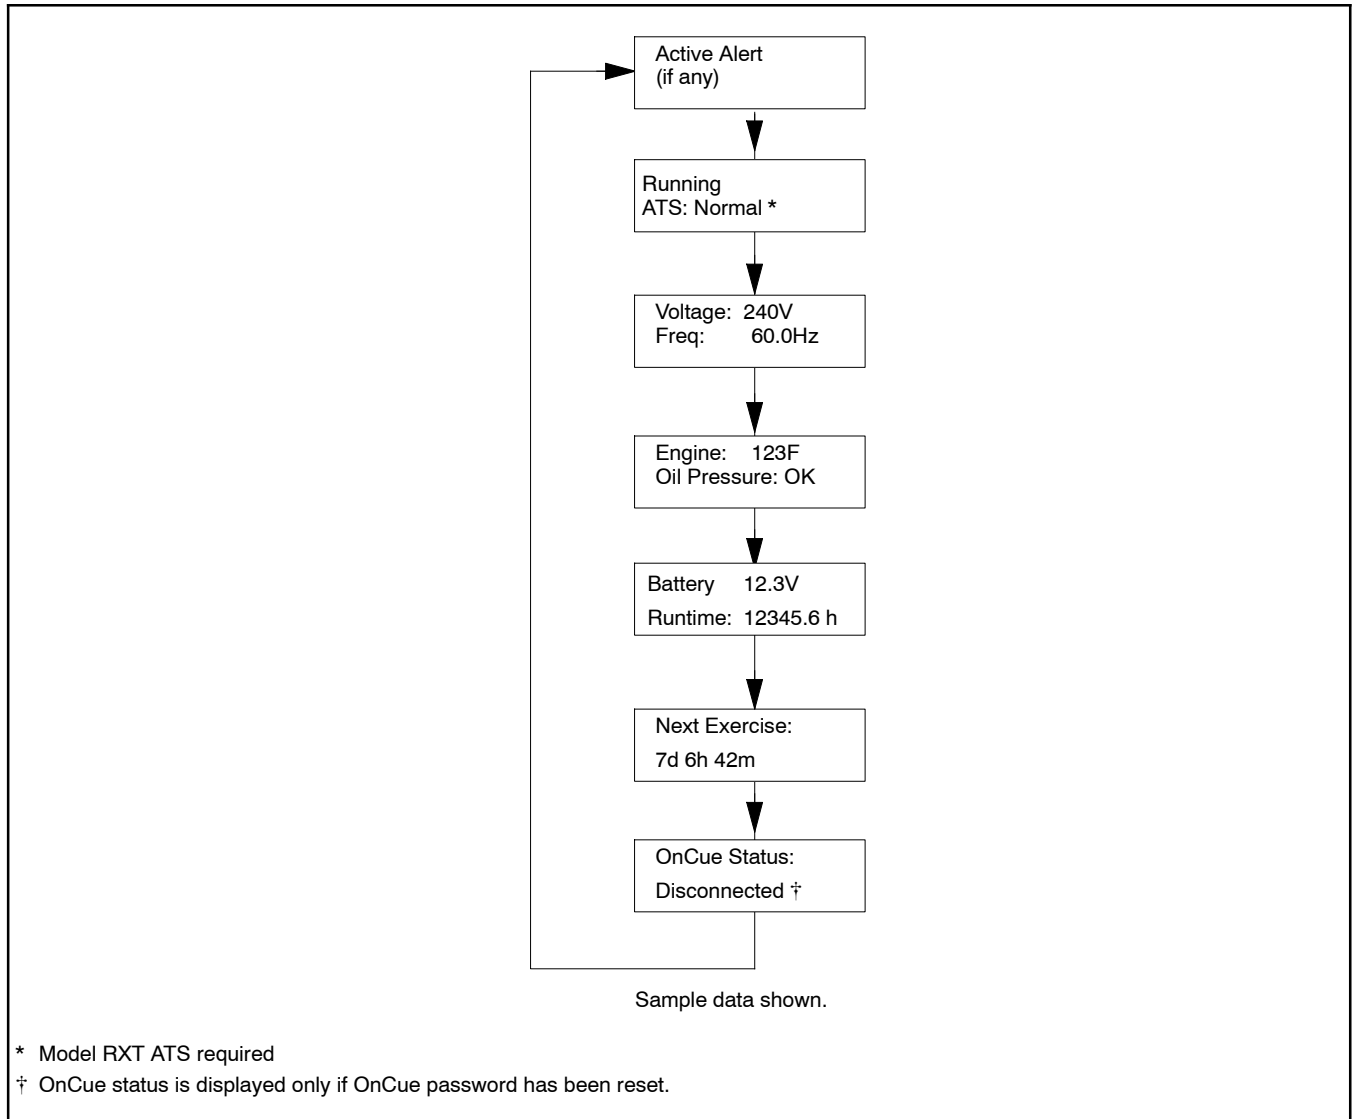 Active Alert
(if any)
Running
ATS: Normal *
Voltage: 240V
Freq: 60.0Hz
Engine: 123F
Oil Pressure: OK
Battery 12.3V
Runtime: 12345.6 h
Next Exercise:
7d 6h 42m
OnCue Status:
Disconnected †
Sample data shown.
* Model RXT ATS required
† OnCue status is displayed only if OnCue password has been reset.